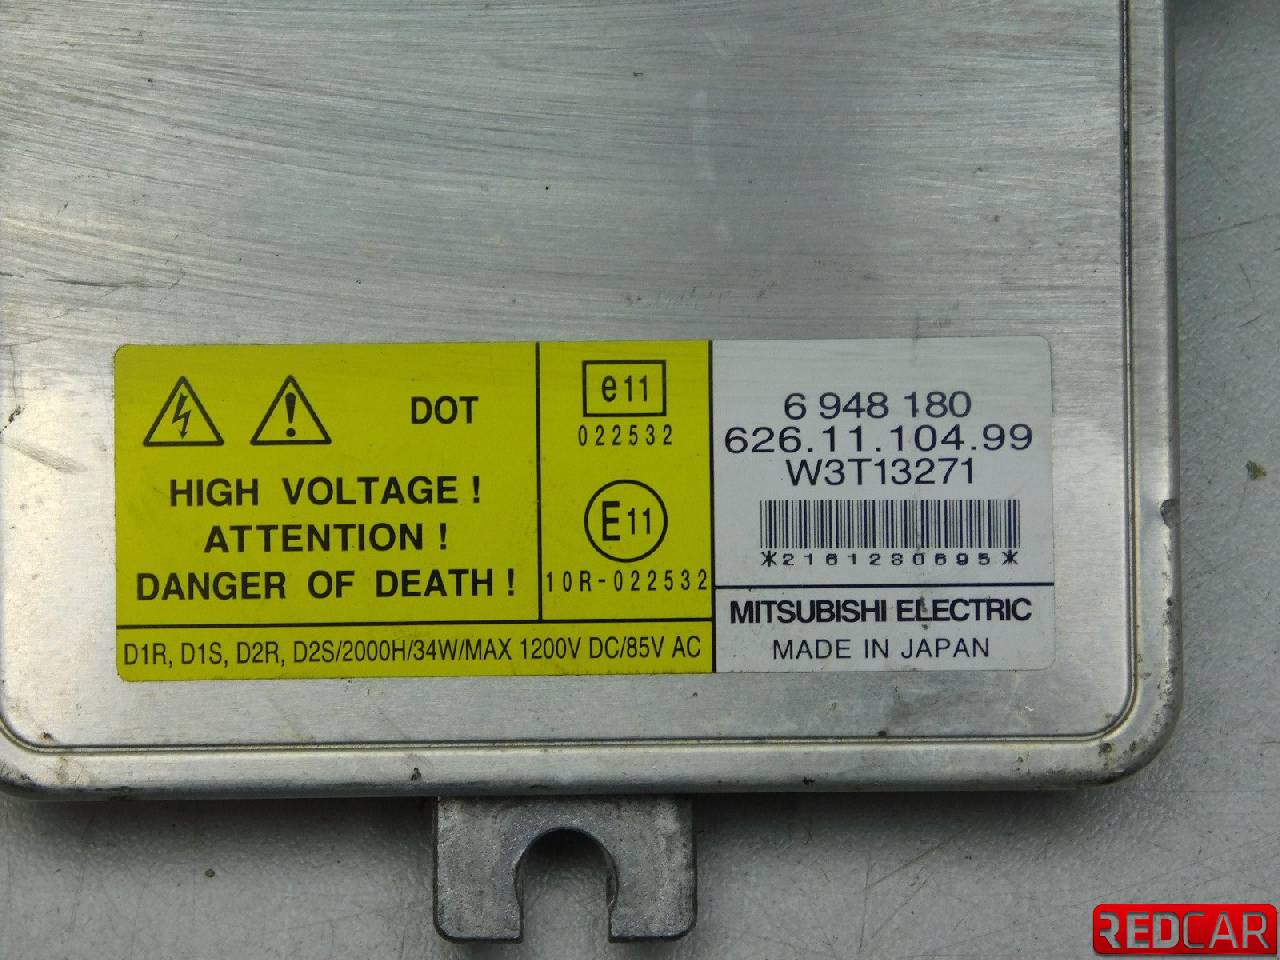 DOT
HIGH VOLTAGE !
ATTENTION !
DANGER OF DEATH !
e11
022532
E11
10R-022532
D1R, D1S, D2R, D2S/2000H/34W/MAX 1200V DC/85V AC
6 948 180
626.11.104.99
W3T13271
*2161280695*
MITSUBISHI ELECTRIC
MADE IN JAPAN
REDCAR